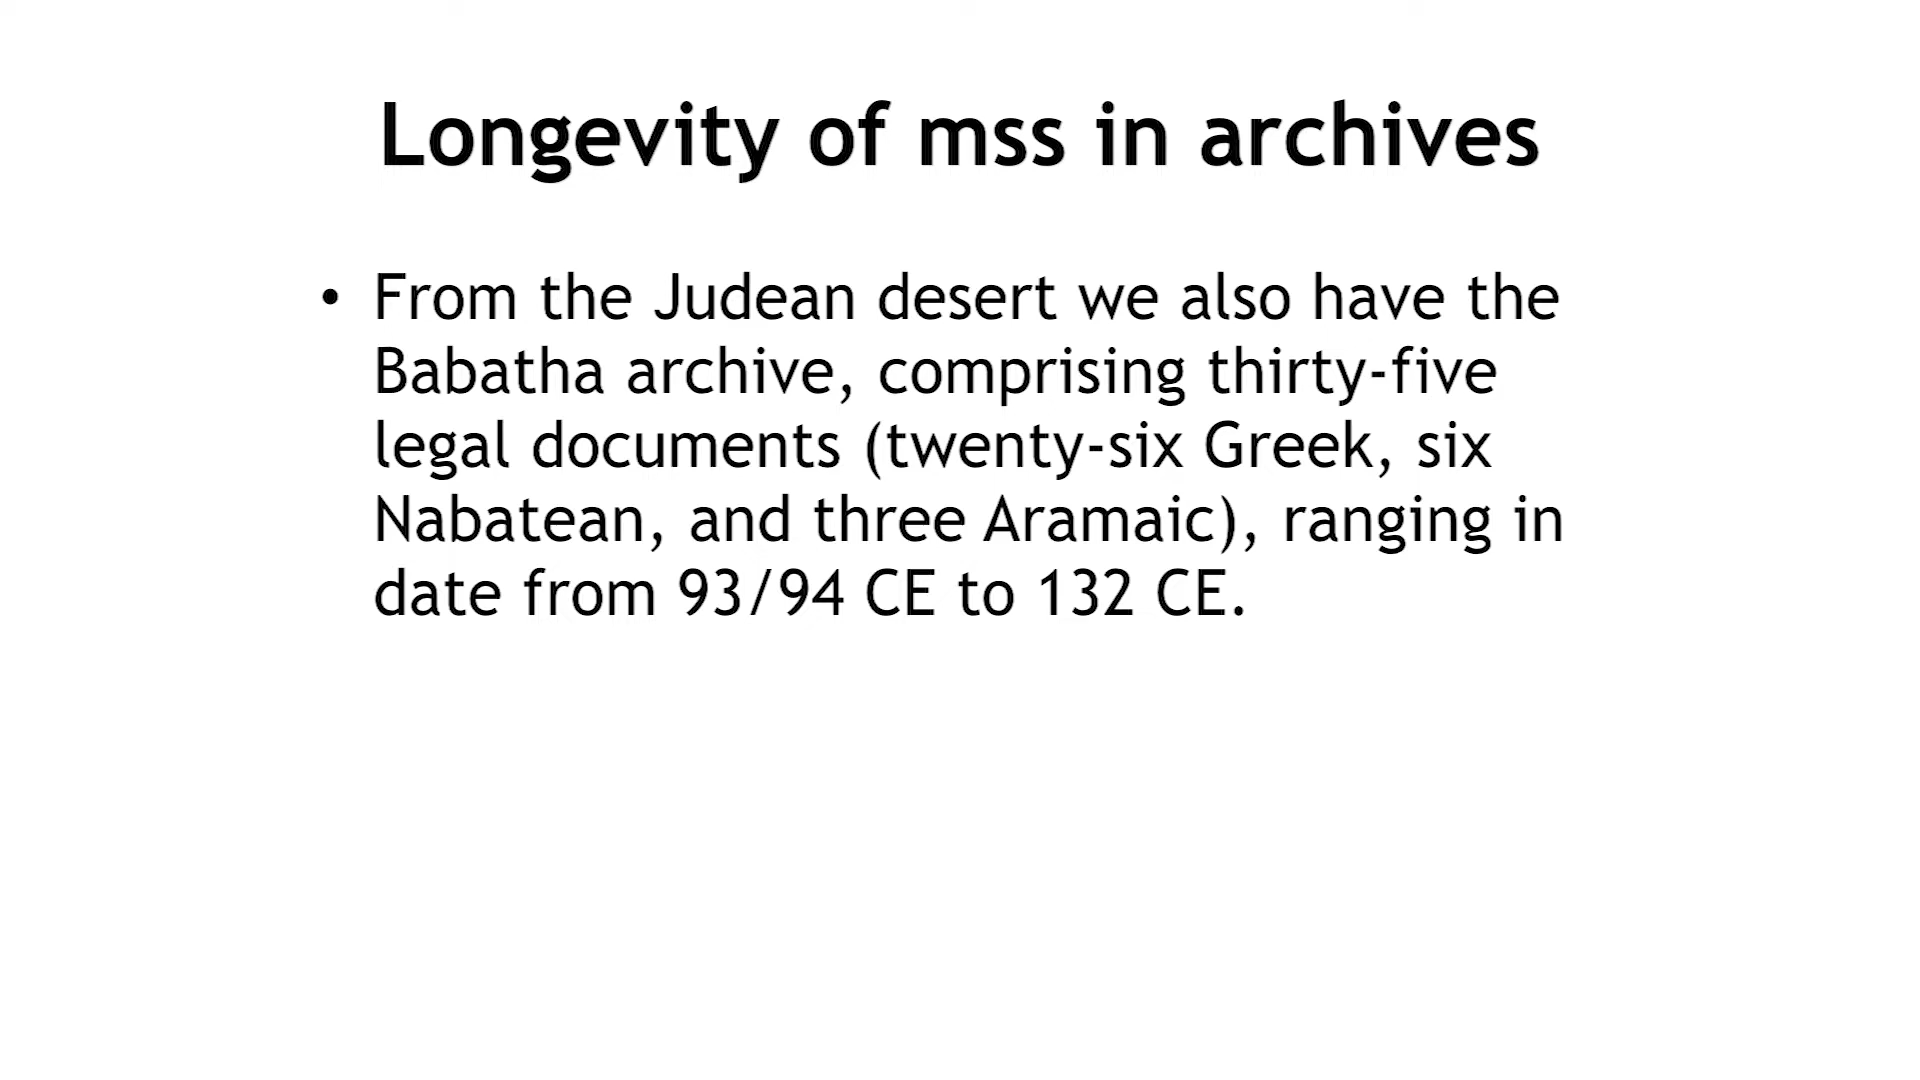 Longevity of mss in archives
• From the Judean desert we also have the
Babatha archive, comprising thirty-five
legal documents (twenty-six Greek, six
Nabatean, and three Aramaic), ranging in
date from 93/94 CE to 132 CE.